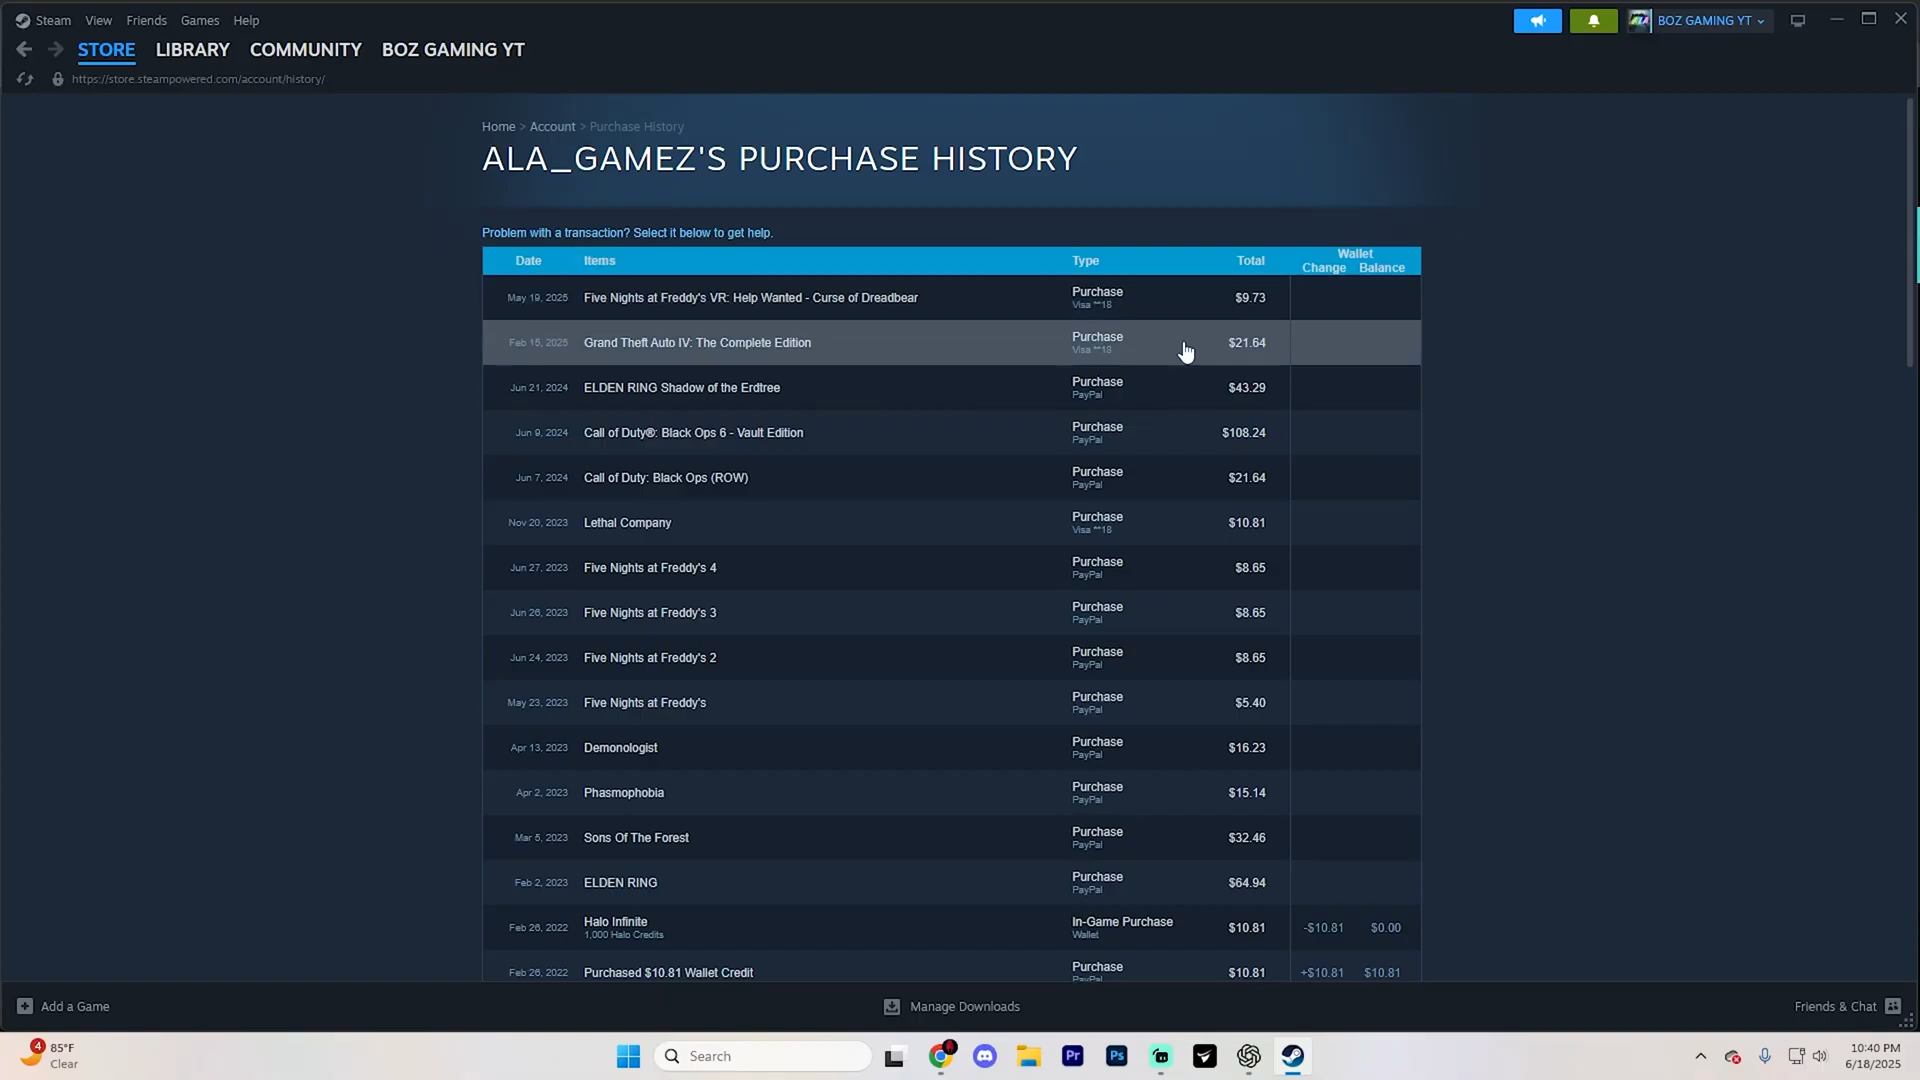 Steam View Friends Games Help
BOZ GAMING YT
STORE LIBRARY COMMUNITY BOZ GAMING YT
https://store.steampowered.com/account/history/
Home > Account > Purchase History
ALA_GAMEZ'S PURCHASE HISTORY
Problem with a transaction? Select it below to get help.
Date Items Type Total Wallet
Change Balance
May 19, 2025 Five Nights at Freddy's VR: Help Wanted - Curse of Dreadbear Purchase $9.73
Visa **18
Feb 15, 2025 Grand Theft Auto IV: The Complete Edition Purchase $21.64
Visa **18
Jun 21, 2024 ELDEN RING Shadow of the Erdtree Purchase $43.29
PayPal
Jun 9, 2024 Call of Duty®: Black Ops 6 - Vault Edition Purchase $108.24
PayPal
Jun 7, 2024 Call of Duty: Black Ops (ROW) Purchase $21.64
PayPal
Nov 20, 2023 Lethal Company Purchase $10.81
Visa **18
Jun 27, 2023 Five Nights at Freddy's 4 Purchase $8.65
PayPal
Jun 26, 2023 Five Nights at Freddy's 3 Purchase $8.65
PayPal
Jun 24, 2023 Five Nights at Freddy's 2 Purchase $8.65
PayPal
May 23, 2023 Five Nights at Freddy's Purchase $5.40
PayPal
Apr 13, 2023 Demonologist Purchase $16.23
PayPal
Apr 2, 2023 Phasmophobia Purchase $15.14
PayPal
Mar 5, 2023 Sons Of The Forest Purchase $32.46
PayPal
Feb 2, 2023 ELDEN RING Purchase $64.94
PayPal
Feb 26, 2022 Halo Infinite In-Game Purchase $10.81 -$10.81 $0.00
1,000 Halo Credits Wallet
Feb 26, 2022 Purchased $10.81 Wallet Credit Purchase $10.81 +$10.81 $10.81
PayPal
Add a Game Manage Downloads Friends & Chat
4 85°F
Clear
Search
Pr Ps
10:40 PM
6/18/2025